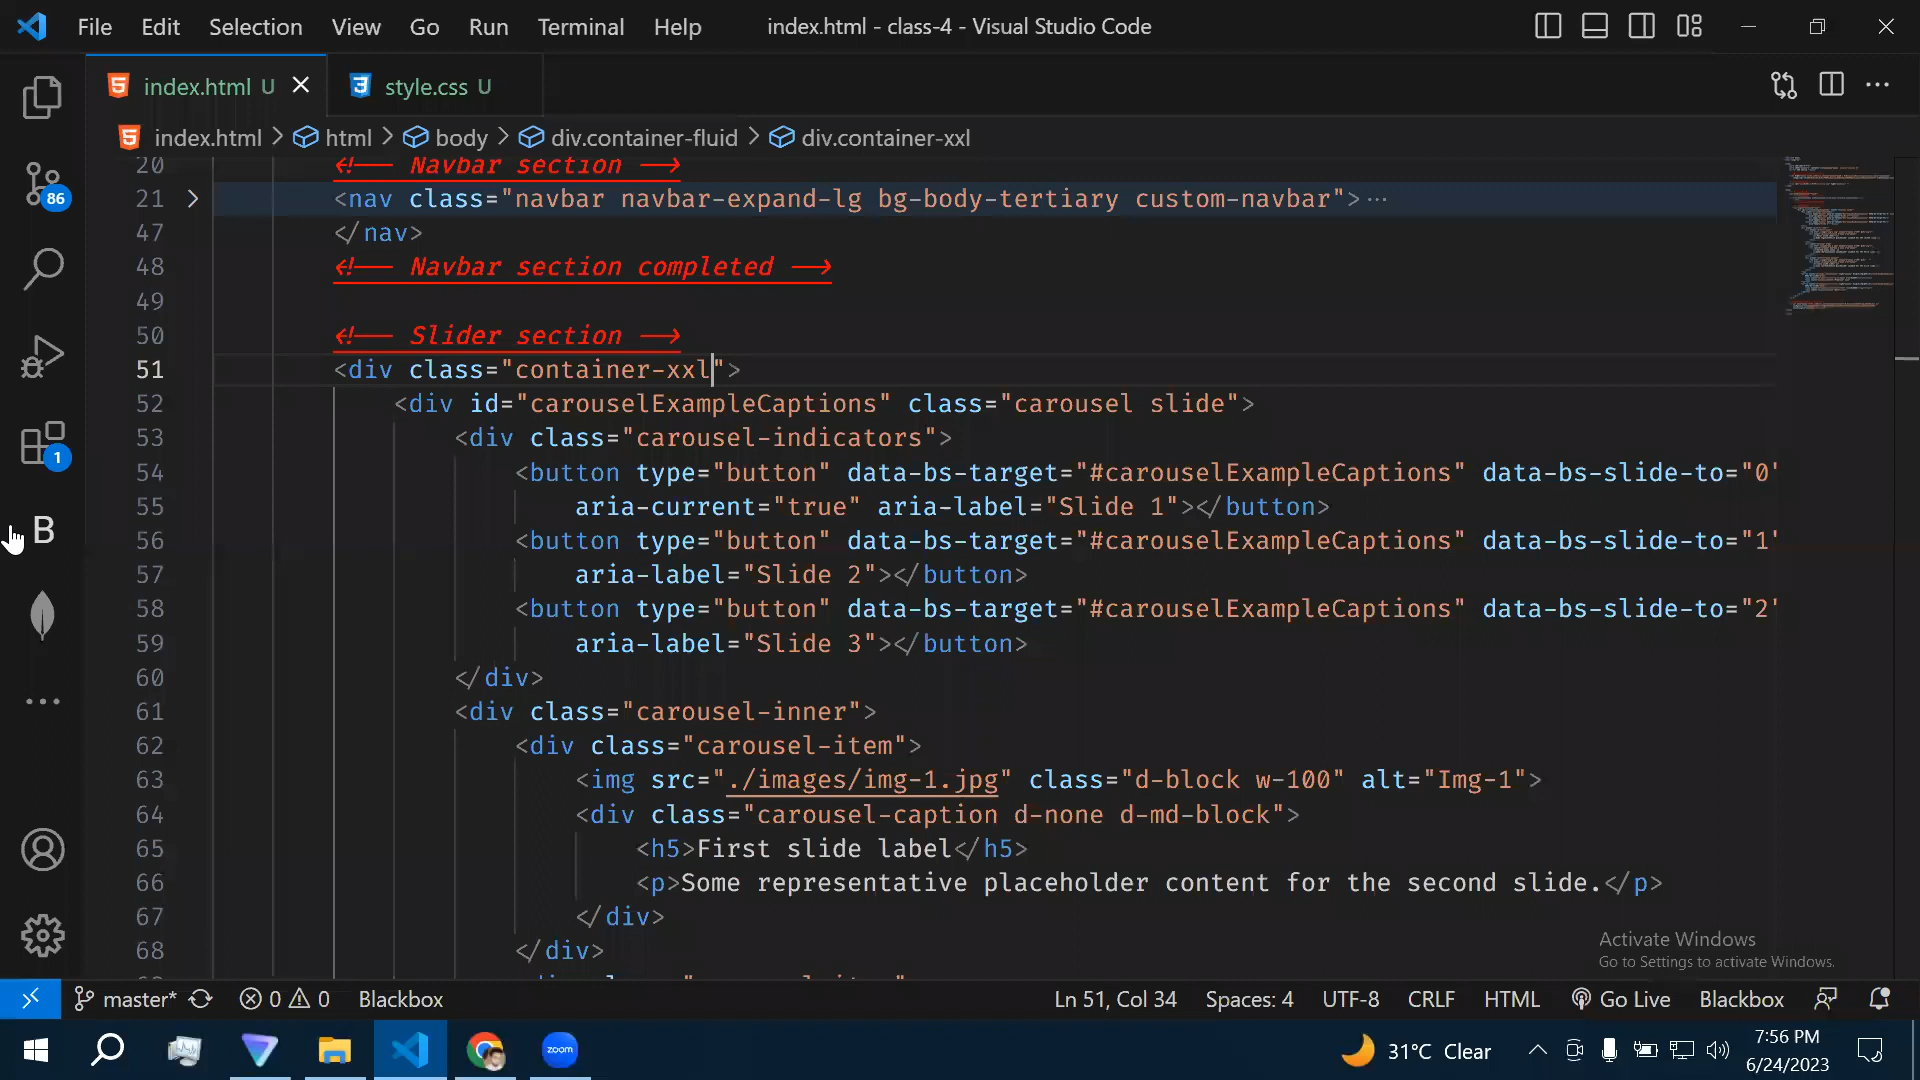 File Edit Selection View Go Run Terminal Help index.html - class-4 - Visual Studio Code
index.html U style.css U
index.html > html > body > div.container-fluid > div.container-xxl
20 <!-- Navbar section -->
21 <nav class="navbar navbar-expand-lg bg-body-tertiary custom-navbar">...
47 </nav>
48 <!-- Navbar section completed -->
49
50 <!-- Slider section -->
51 <div class="container-xxl">
52 <div id="carouselExampleCaptions" class="carousel slide">
53 <div class="carousel-indicators">
54 <button type="button" data-bs-target="#carouselExampleCaptions" data-bs-slide-to="0"
55 aria-current="true" aria-label="Slide 1"></button>
56 <button type="button" data-bs-target="#carouselExampleCaptions" data-bs-slide-to="1"
57 aria-label="Slide 2"></button>
58 <button type="button" data-bs-target="#carouselExampleCaptions" data-bs-slide-to="2"
59 aria-label="Slide 3"></button>
60 </div>
61 <div class="carousel-inner">
62 <div class="carousel-item">
63 <img src="./images/img-1.jpg" class="d-block w-100" alt="Img-1">
64 <div class="carousel-caption d-none d-md-block">
65 <h5>First slide label</h5>
66 <p>Some representative placeholder content for the second slide.</p>
67 </div>
68 </div>
86
1
B
Activate Windows
Go to Settings to activate Windows.
master* 0 0 Blackbox Ln 51, Col 34 Spaces: 4 UTF-8 CRLF HTML Go Live Blackbox
zoom 31°C Clear 7:56 PM
6/24/2023